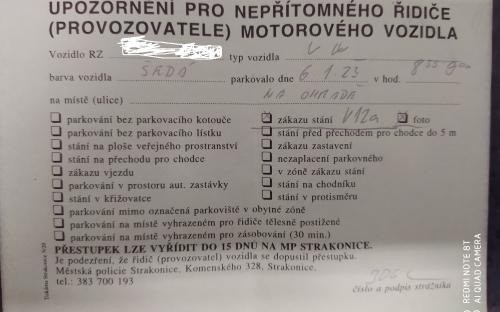 UPOZORNĚNÍ PRO NEPŘÍTOMNÉHO ŘIDIČE
(PROVOZOVATELE) MOTOROVÉHO VOZIDLA
Vozidlo RZ typ vozidla VW
barva vozidla ŠEDÁ parkovalo dne 6.1.23 v hod. 855
na místě (ulice) NA OHRADĚ
parkování bez parkovacího kotouče
parkování bez parkovacího lístku
stání na ploše veřejného prostranství
stání na přechodu pro chodce
zákazu vjezdu
parkování v prostoru aut. zastávky
stání v křižovatce
zákazu stání V12a foto
stání před přechodem pro chodce do 5 m
zákazu zastavení
nezaplacení parkovného
v zóně zákazu stání
stání na chodníku
stání v protisměru
parkování mimo označená parkoviště v obytné zóně
parkování na místě vyhrazeném pro řidiče tělesně postižené
parkování na místě vyhrazeném pro zásobování (30 min.)
PŘESTUPEK LZE VYŘÍDIT DO 15 DNŮ NA MP STRAKONICE.
Je podezření, že řidič (provozovatel) vozidla se dopustil přestupku.
Městská policie Strakonice, Komenského 328, Strakonice.
tel.: 383 700 193
číslo a podpis strážníka
Tiskárna Strakonice
REDMI NOTE 8T
AI QUAD CAMERA